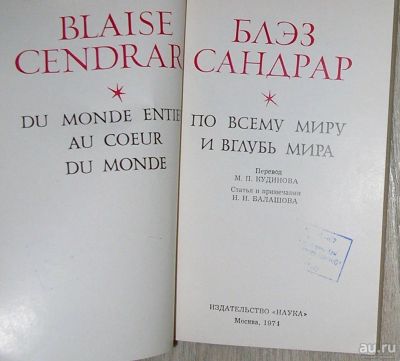 BLAISE
CENDRAR
DU MONDE ENTIE
AU COEUR
DU MONDE
БЛЭЗ
САНДРАР
ПО ВСЕМУ МИРУ
И ВГЛУБЬ МИРА
Перевод
М. П. КУДИНОВА
Статья и примечания
Н. И. БАЛАШОВА
ИЗДАТЕЛЬСТВО «НАУКА»
Москва, 1974
au.ru